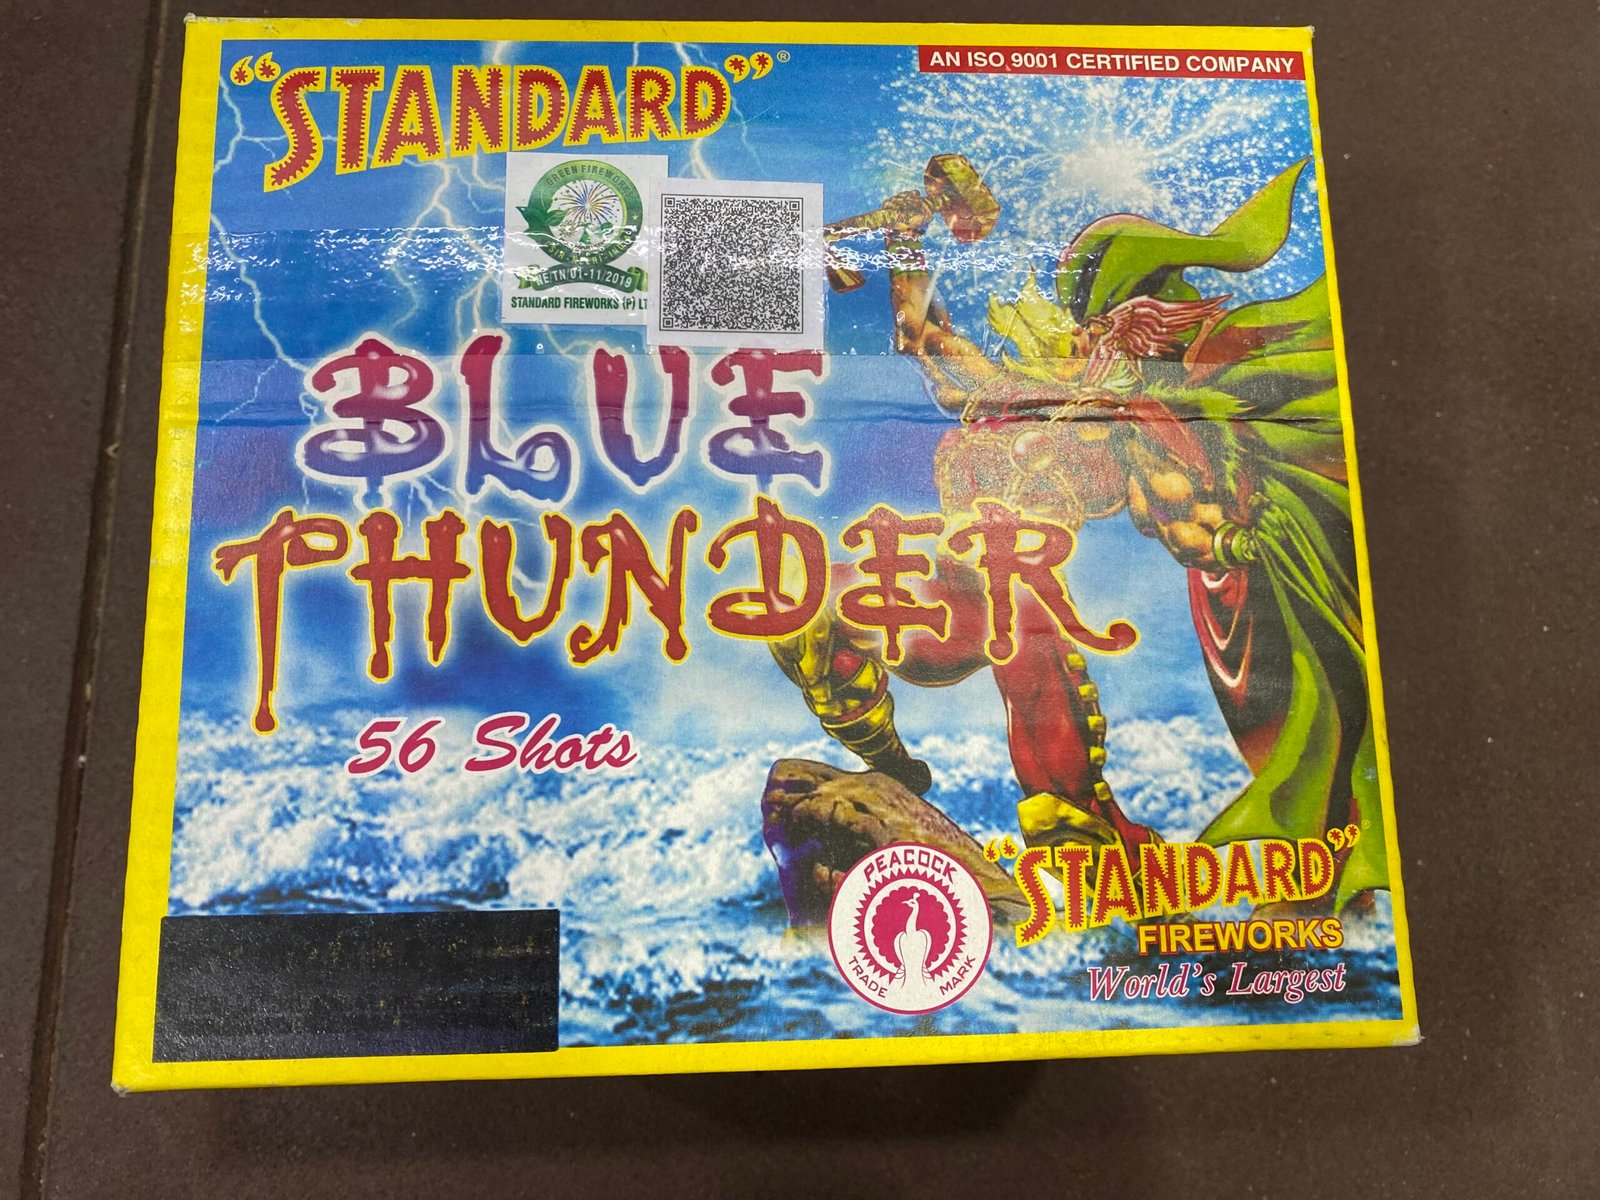 "STANDARD"®
AN ISO 9001 CERTIFIED COMPANY
GREEN FIREWORKS
STANDARD FIREWORKS (P) LT
BLUE
THUNDER
56 Shots
PEACOCK
TRADE MARK
"STANDARD"®
FIREWORKS
World's Largest